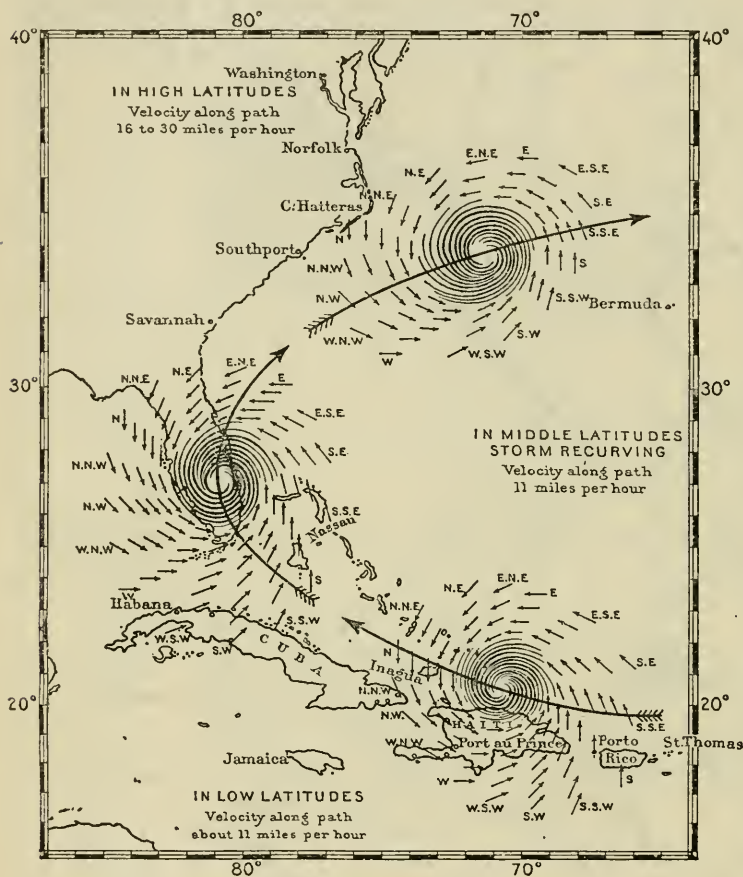 80° 70°
40° 40°
Washington
IN HIGH LATITUDES
Velocity along path
16 to 30 miles per hour
Norfolk
E.N.E E
N.E E.S.E
N.N.E S.E
C. Hatteras
N S.S.E
Southport
N.N.W S
N.W S.S.W Bermuda
Savannah
W.N.W S.W
W W.S.W
30° 30°
E.N.E
N.N.E N.E E
N E.S.E
IN MIDDLE LATITUDES
STORM RECURVING
Velocity along path
11 miles per hour
S.E
N.N.W
N.W S.S.E
Nassau
W.N.W
S
W
Habana
S.S.W
W.S.W S.W
CUBA
E.N.E
N.E E
N.N.E E.S.E
N S.E
Inagua
N.N.W
20° 20°
N.W. S.S.E
HAITI
W.N.W Port au Prince Porto Rico St. Thomas
Jamaica
W S
W.S.W S.W S.S.W
IN LOW LATITUDES
Velocity along path
about 11 miles per hour
80° 70°